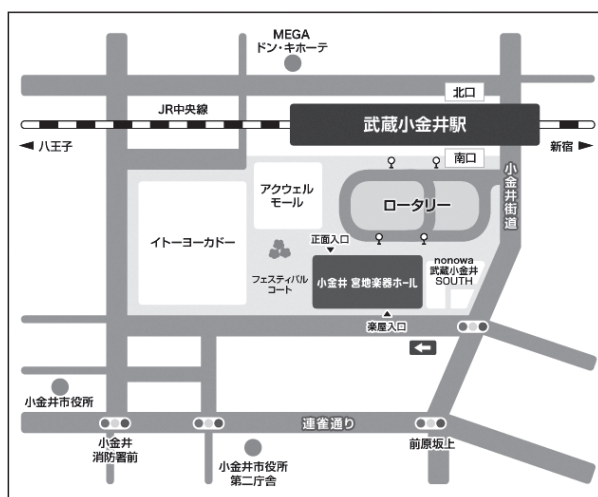 MEGA
ドン・キホーテ
北口
JR中央線
武蔵小金井駅
八王子
新宿
南口
小金井街道
アクウェル
モール
ロータリー
イトーヨーカドー
正面入口
フェスティバル
コート
小金井 宮地楽器ホール
nonowa
武蔵小金井
SOUTH
楽屋入口
小金井市役所
連雀通り
小金井
消防署前
前原坂上
小金井市役所
第二庁舎